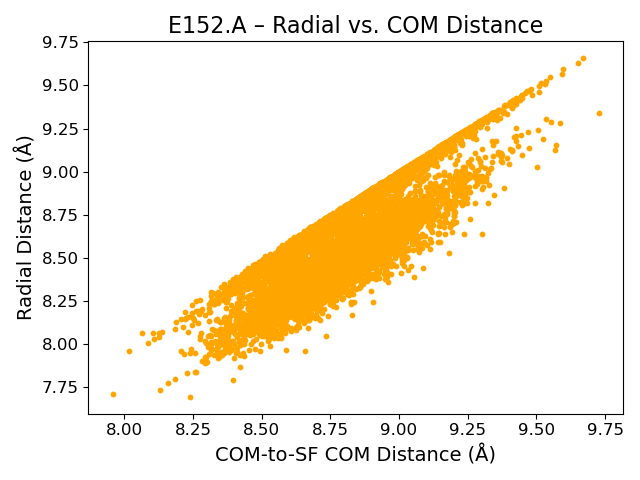 E152.A – Radial vs. COM Distance
9.75
9.50
9.25
9.00
8.75
8.50
8.25
8.00
7.75
Radial Distance (Å)
8.00 8.25 8.50 8.75 9.00 9.25 9.50 9.75
COM-to-SF COM Distance (Å)